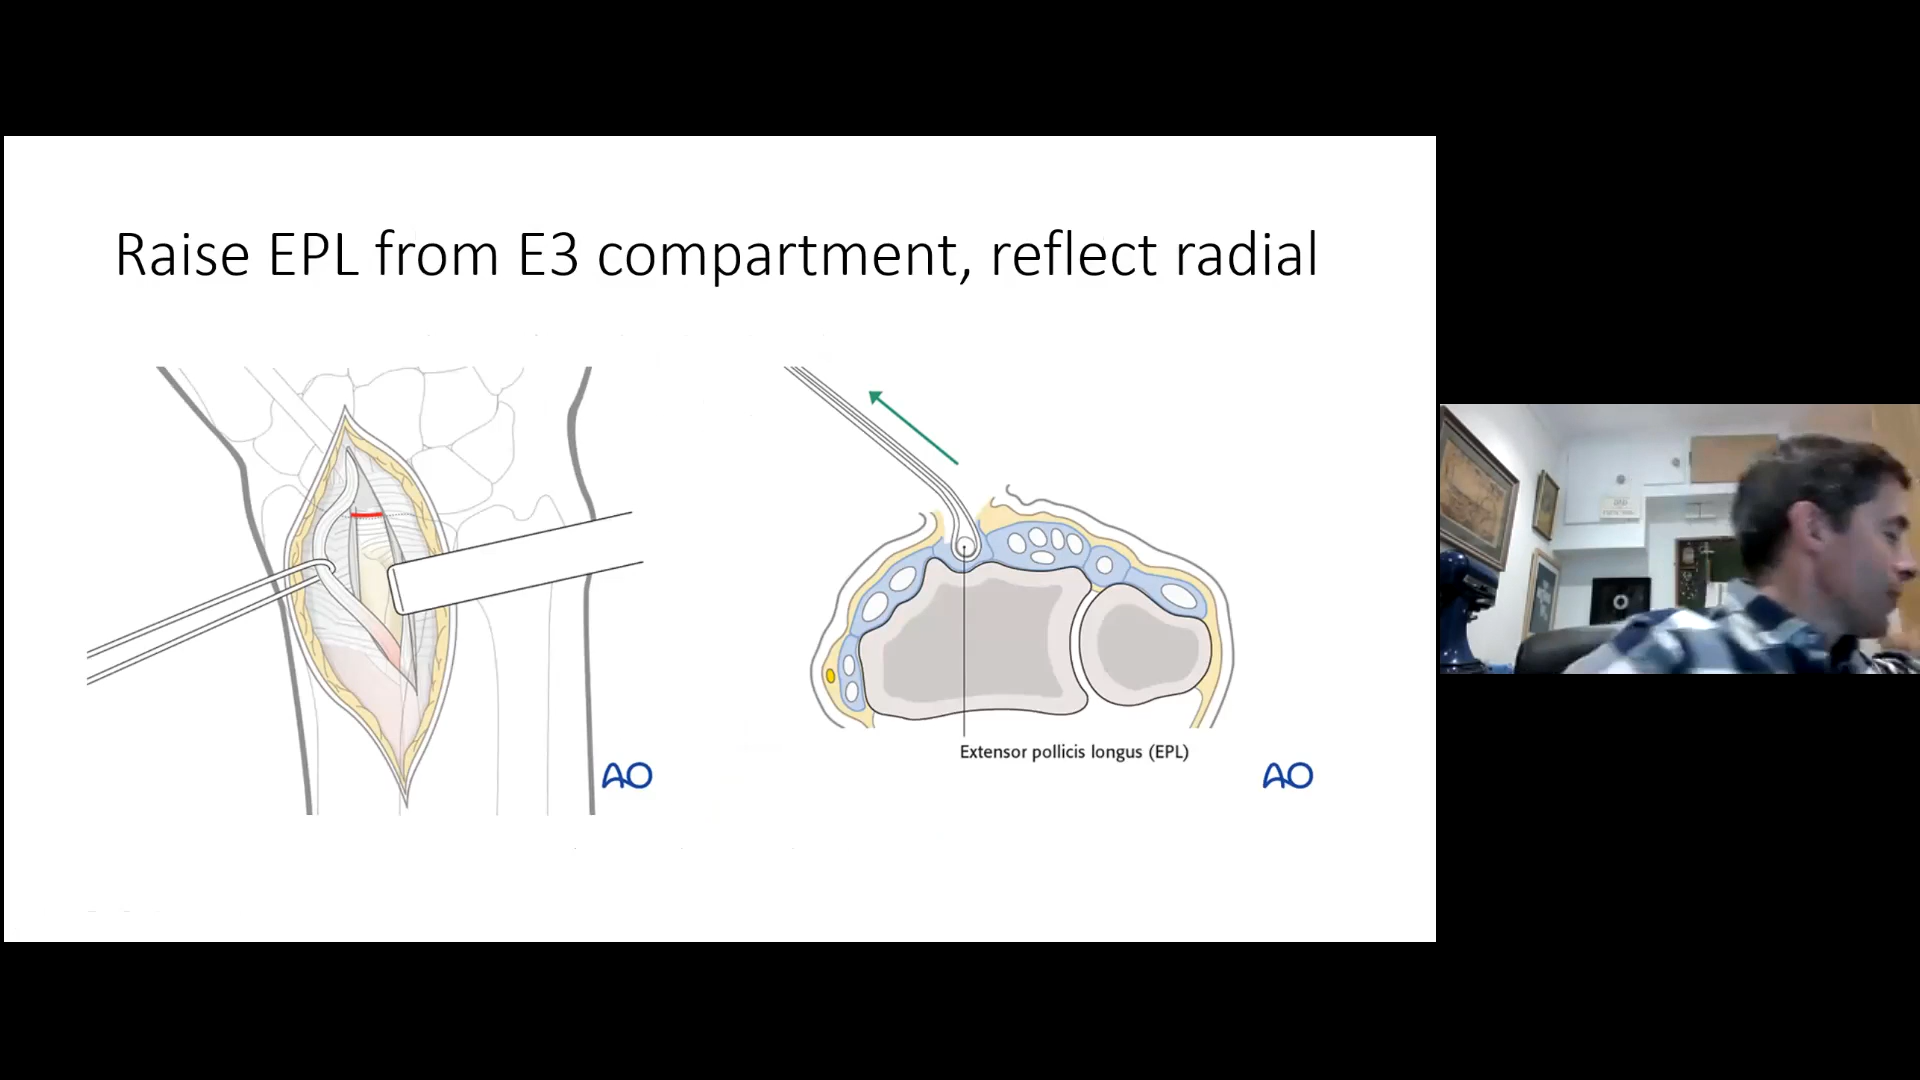 Raise EPL from E3 compartment, reflect radial
Extensor pollicis longus (EPL)
AO
AO